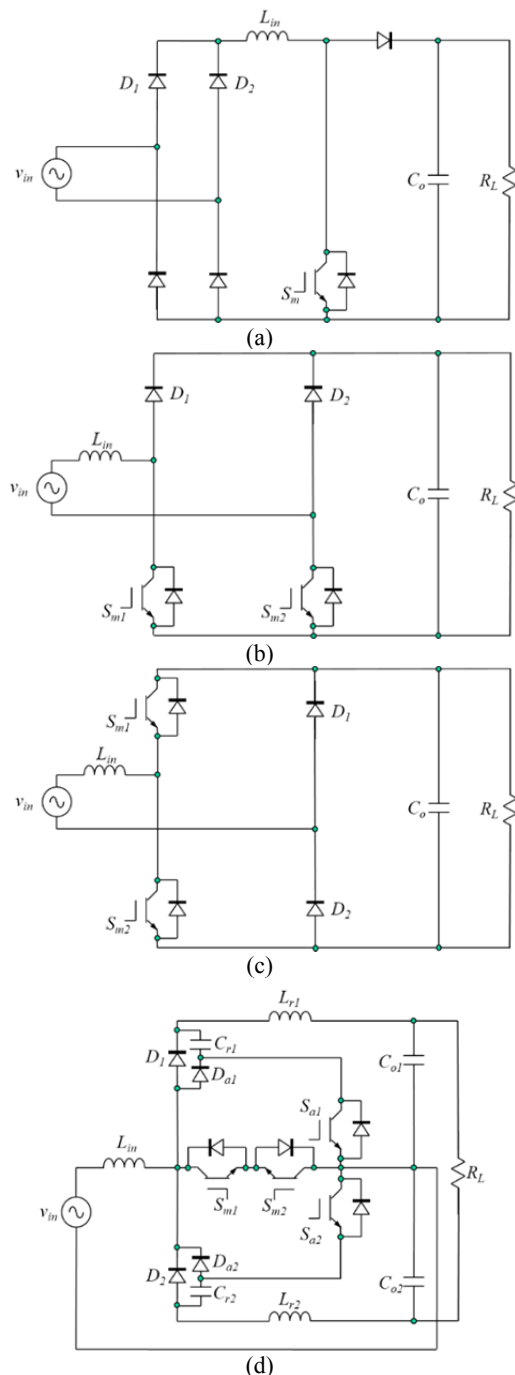 L_in
D_1
D_2
v_in
C_o
R_L
S_m
(a)
D_1
D_2
L_in
v_in
C_o
R_L
S_m1
S_m2
(b)
S_m1
D_1
L_in
v_in
C_o
R_L
S_m2
D_2
(c)
L_r1
C_r1
D_1
D_a1
C_o1
S_a1
L_in
S_m1
S_m2
R_L
v_in
S_a2
D_a2
D_2
C_r2
C_o2
L_r2
(d)